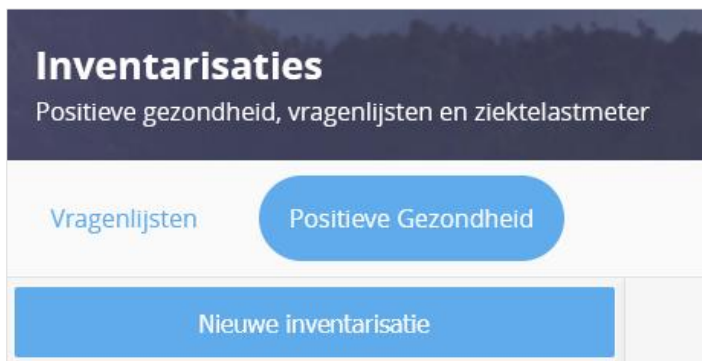 Inventarisaties
Positieve gezondheid, vragenlijsten en ziektelastmeter
Vragenlijsten
Positieve Gezondheid
Nieuwe inventarisatie